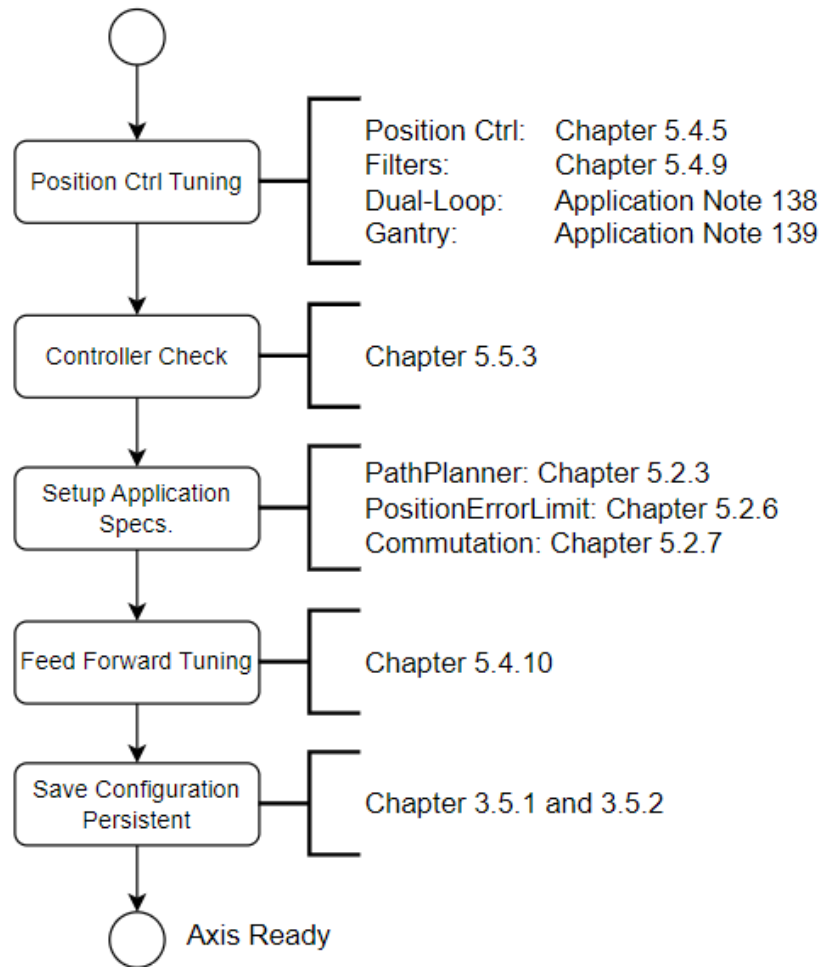 Position Ctrl Tuning
Position Ctrl: Chapter 5.4.5
Filters: Chapter 5.4.9
Dual-Loop: Application Note 138
Gantry: Application Note 139
Controller Check
Chapter 5.5.3
Setup Application
Specs.
PathPlanner: Chapter 5.2.3
PositionErrorLimit: Chapter 5.2.6
Commutation: Chapter 5.2.7
Feed Forward Tuning
Chapter 5.4.10
Save Configuration
Persistent
Chapter 3.5.1 and 3.5.2
Axis Ready